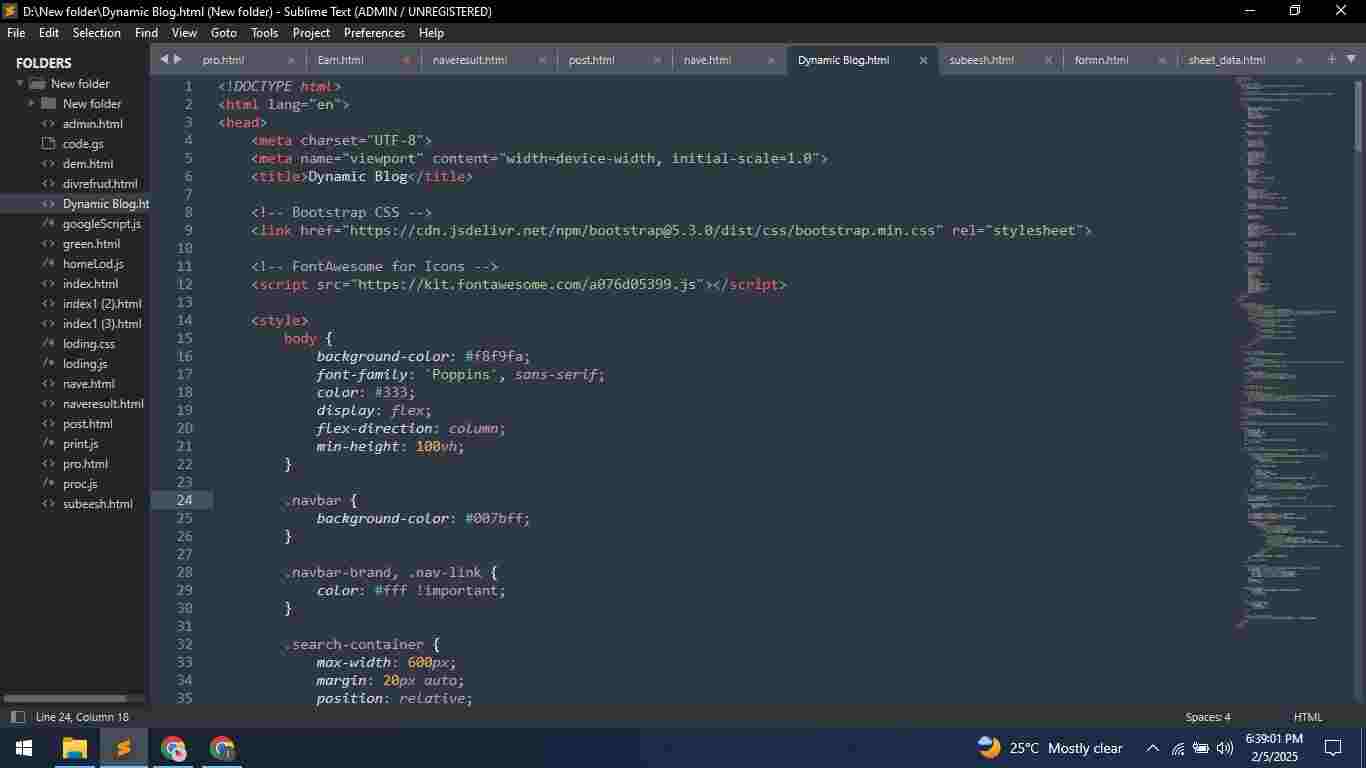 D:\New folder\Dynamic Blog.html (New folder) - Sublime Text (ADMIN / UNREGISTERED)
File Edit Selection Find View Goto Tools Project Preferences Help
FOLDERS
New folder
New folder
admin.html
code.gs
dem.html
divrefrud.html
Dynamic Blog.ht
googleScript.js
green.html
homeLod.js
index.html
index1 (2).html
index1 (3).html
loding.css
loding.js
nave.html
naveresult.html
post.html
print.js
pro.html
proc.js
subeesh.html
pro.html Earn.html naveresult.html post.html nave.html Dynamic Blog.html subeesh.html formn.html sheet_data.html
1 <!DOCTYPE html>
2 <html lang="en">
3 <head>
4 <meta charset="UTF-8">
5 <meta name="viewport" content="width=device-width, initial-scale=1.0">
6 <title>Dynamic Blog</title>
7
8 <!-- Bootstrap CSS -->
9 <link href="https://cdn.jsdelivr.net/npm/bootstrap@5.3.0/dist/css/bootstrap.min.css" rel="stylesheet">
10
11 <!-- FontAwesome for Icons -->
12 <script src="https://kit.fontawesome.com/a076d05399.js"></script>
13
14 <style>
15 body {
16 background-color: #f8f9fa;
17 font-family: 'Poppins', sans-serif;
18 color: #333;
19 display: flex;
20 flex-direction: column;
21 min-height: 100vh;
22 }
23
24 .navbar {
25 background-color: #007bff;
26 }
27
28 .navbar-brand, .nav-link {
29 color: #fff !important;
30 }
31
32 .search-container {
33 max-width: 600px;
34 margin: 20px auto;
35 position: relative;
Line 24, Column 18
Spaces: 4
HTML
25°C Mostly clear
6:39:01 PM
2/5/2025